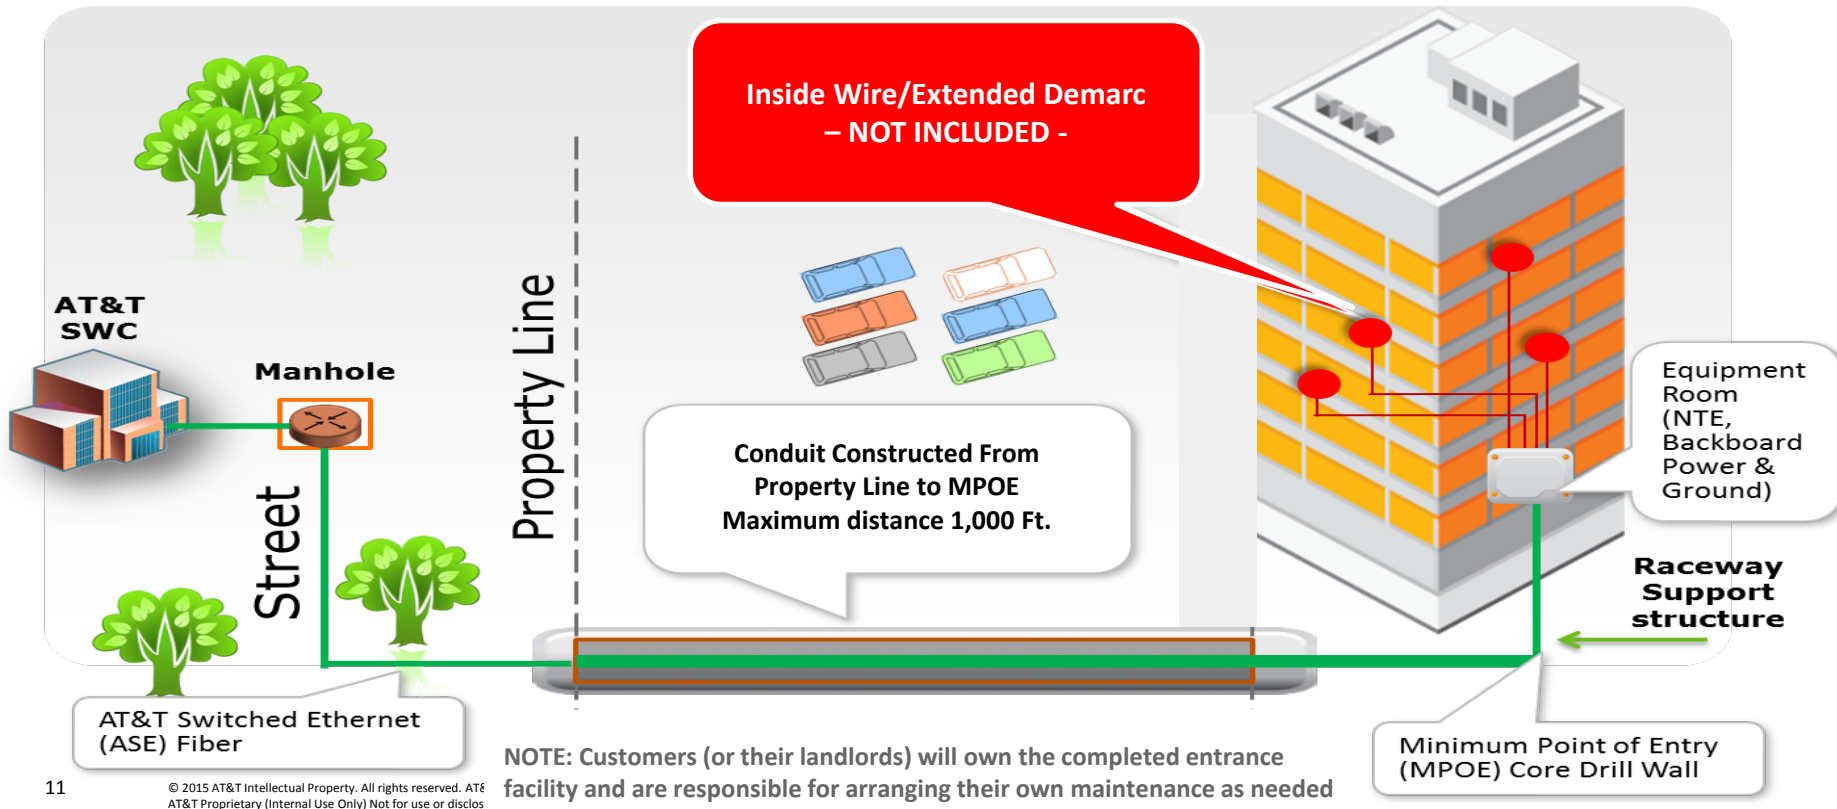 Inside Wire/Extended Demarc
– NOT INCLUDED -
AT&T
SWC
Manhole
Street
Property Line
Conduit Constructed From
Property Line to MPOE
Maximum distance 1,000 Ft.
Equipment
Room
(NTE,
Backboard
Power &
Ground)
Raceway
Support
structure
AT&T Switched Ethernet
(ASE) Fiber
Minimum Point of Entry
(MPOE) Core Drill Wall
NOTE: Customers (or their landlords) will own the completed entrance
facility and are responsible for arranging their own maintenance as needed
11
© 2015 AT&T Intellectual Property. All rights reserved.
AT&T Proprietary (Internal Use Only) Not for use or